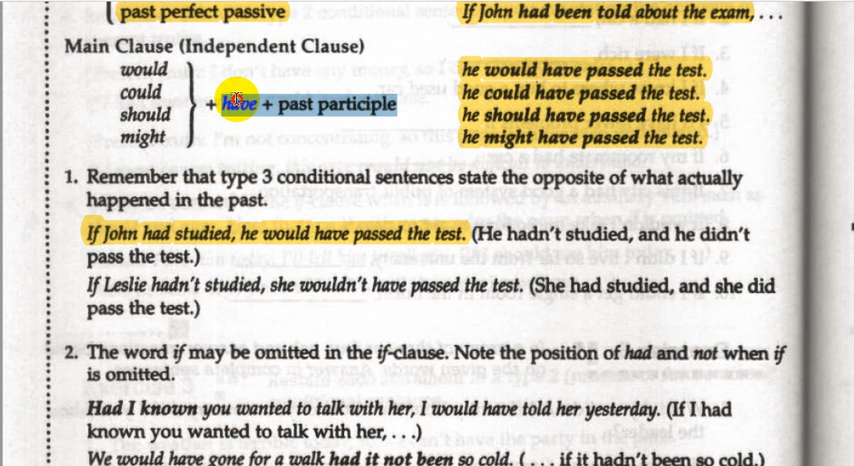 past perfect passive If John had been told about the exam, . . .
Main Clause (Independent Clause)
would he would have passed the test.
could he could have passed the test.
+ have + past participle
should he should have passed the test.
might he might have passed the test.
1. Remember that type 3 conditional sentences state the opposite of what actually
happened in the past.
If John had studied, he would have passed the test. (He hadn't studied, and he didn't
pass the test.)
If Leslie hadn't studied, she wouldn't have passed the test. (She had studied, and she did
pass the test.)
2. The word if may be omitted in the if-clause. Note the position of had and not when if
is omitted.
Had I known you wanted to talk with her, I would have told her yesterday. (If I had
known you wanted to talk with her, . . .)
We would have gone for a walk had it not been so cold. ( . . . if it hadn't been so cold.)